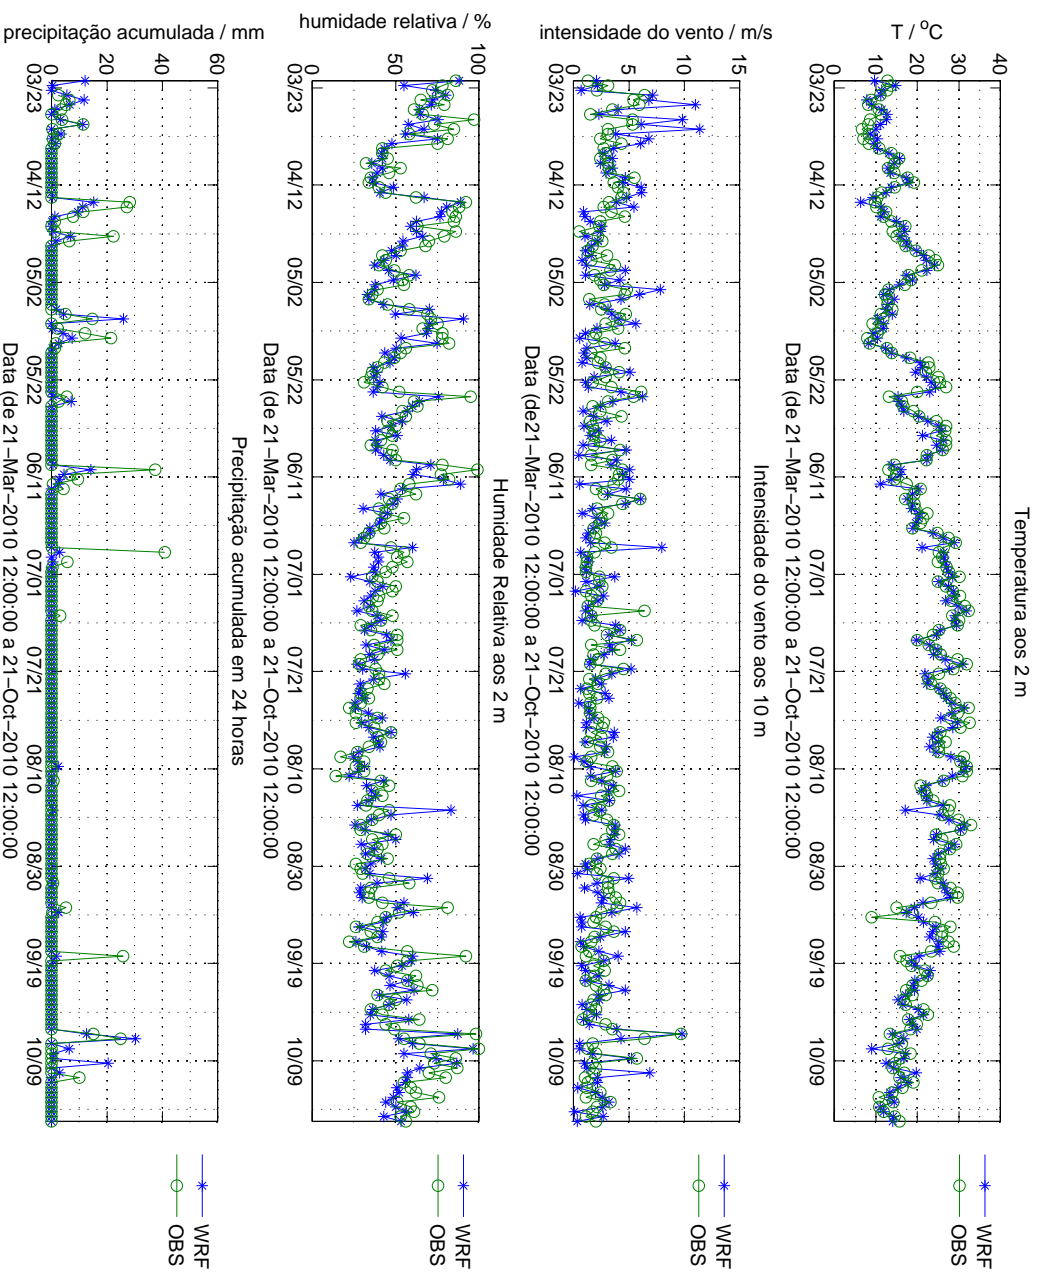 Temperatura aos 2 m
T / °C
40
30
20
10
0
03/23 04/12 05/02 05/22 06/11 07/01 07/21 08/10 08/30 09/19 10/09
Data (de 21−Mar−2010 12:00:00 a 21−Oct−2010 12:00:00
WRF
OBS
Intensidade do vento aos 10 m
intensidade do vento / m/s
15
10
5
0
03/23 04/12 05/02 05/22 06/11 07/01 07/21 08/10 08/30 09/19 10/09
Data (de21−Mar−2010 12:00:00 a 21−Oct−2010 12:00:00
WRF
OBS
Humidade Relativa aos 2 m
humidade relativa / %
100
50
0
03/23 04/12 05/02 05/22 06/11 07/01 07/21 08/10 08/30 09/19 10/09
Data (de 21−Mar−2010 12:00:00 a 21−Oct−2010 12:00:00
WRF
OBS
Precipitação acumulada em 24 horas
precipitação acumulada / mm
60
40
20
0
03/23 04/12 05/02 05/22 06/11 07/01 07/21 08/10 08/30 09/19 10/09
Data (de 21−Mar−2010 12:00:00 a 21−Oct−2010 12:00:00
WRF
OBS